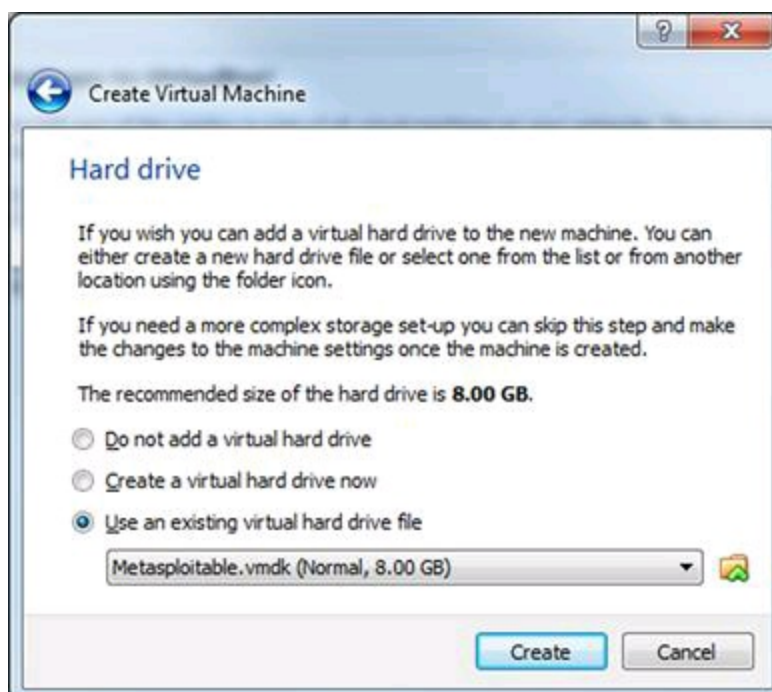 Create Virtual Machine
Hard drive
If you wish you can add a virtual hard drive to the new machine. You can
either create a new hard drive file or select one from the list or from another
location using the folder icon.
If you need a more complex storage set-up you can skip this step and make
the changes to the machine settings once the machine is created.
The recommended size of the hard drive is 8.00 GB.
Do not add a virtual hard drive
Create a virtual hard drive now
Use an existing virtual hard drive file
Metasploitable.vmdk (Normal, 8.00 GB)
Create Cancel